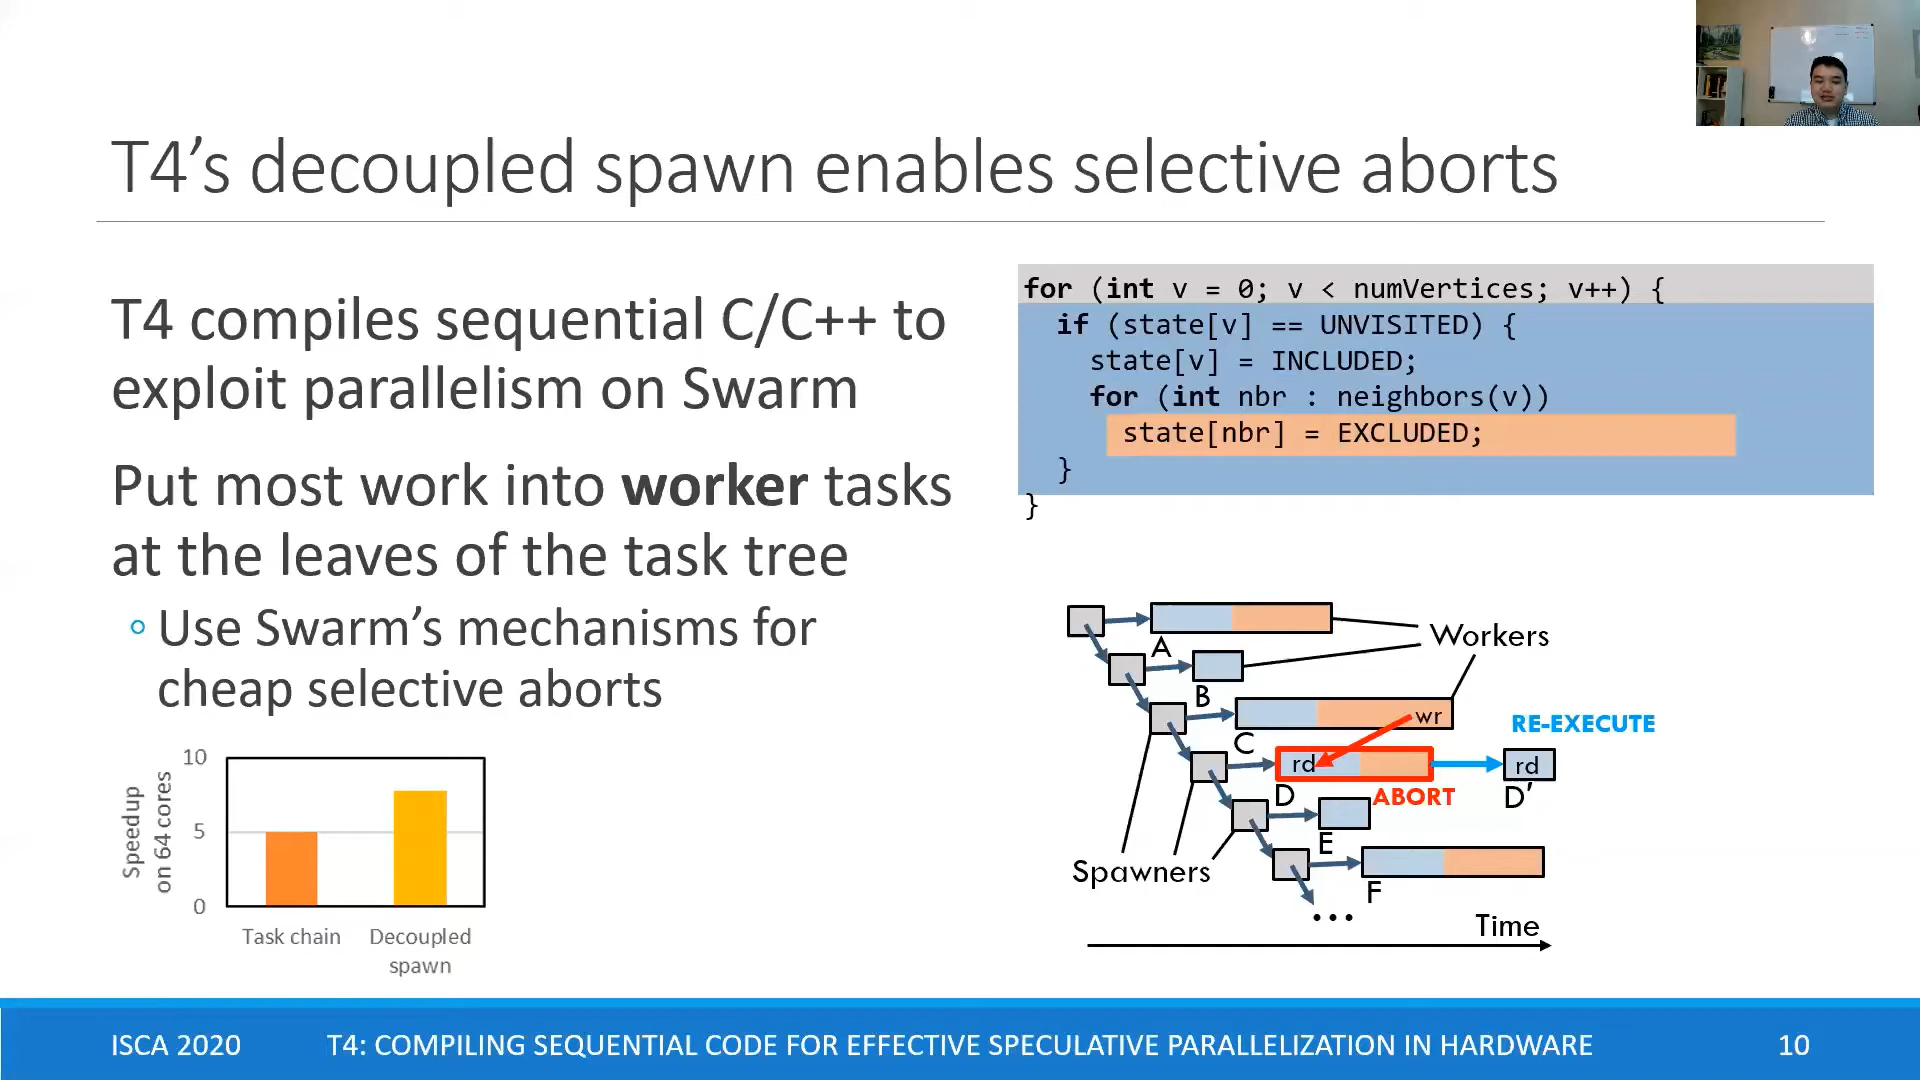 T4’s decoupled spawn enables selective aborts
T4 compiles sequential C/C++ to
exploit parallelism on Swarm
Put most work into worker tasks
at the leaves of the task tree
Use Swarm’s mechanisms for
cheap selective aborts
10
5
0
Speedup
on 64 cores
Task chain
Decoupled
spawn
for (int v = 0; v < numVertices; v++) {
if (state[v] == UNVISITED) {
state[v] = INCLUDED;
for (int nbr : neighbors(v))
state[nbr] = EXCLUDED;
}
}
Workers
A
B
wr
C
RE-EXECUTE
rd
rd
D
ABORT
D’
E
Spawners
F
...
Time
ISCA 2020
T4: COMPILING SEQUENTIAL CODE FOR EFFECTIVE SPECULATIVE PARALLELIZATION IN HARDWARE
10